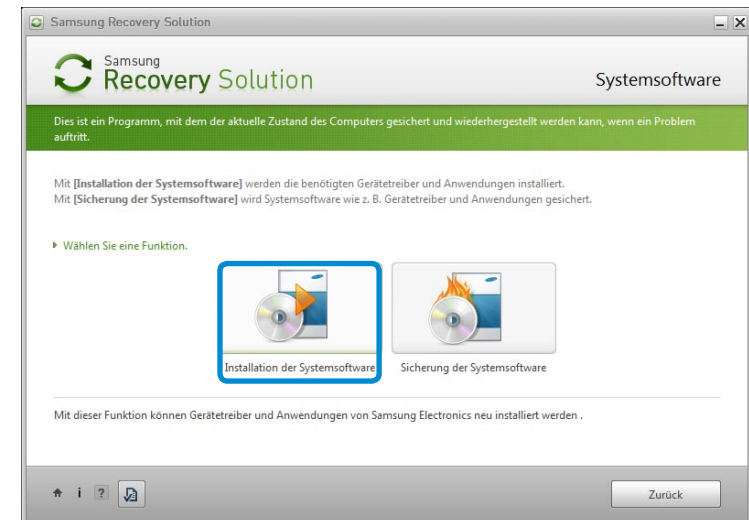 Samsung Recovery Solution
Samsung
Recovery Solution
Systemsoftware
Dies ist ein Programm, mit dem der aktuelle Zustand des Computers gesichert und wiederhergestellt werden kann, wenn ein Problem
auftritt.
Mit [Installation der Systemsoftware] werden die benötigten Gerätetreiber und Anwendungen installiert.
Mit [Sicherung der Systemsoftware] wird Systemsoftware wie z. B. Gerätetreiber und Anwendungen gesichert.
Wählen Sie eine Funktion.
Installation der Systemsoftware
Sicherung der Systemsoftware
Mit dieser Funktion können Gerätetreiber und Anwendungen von Samsung Electronics neu installiert werden .
i ?
Zurück